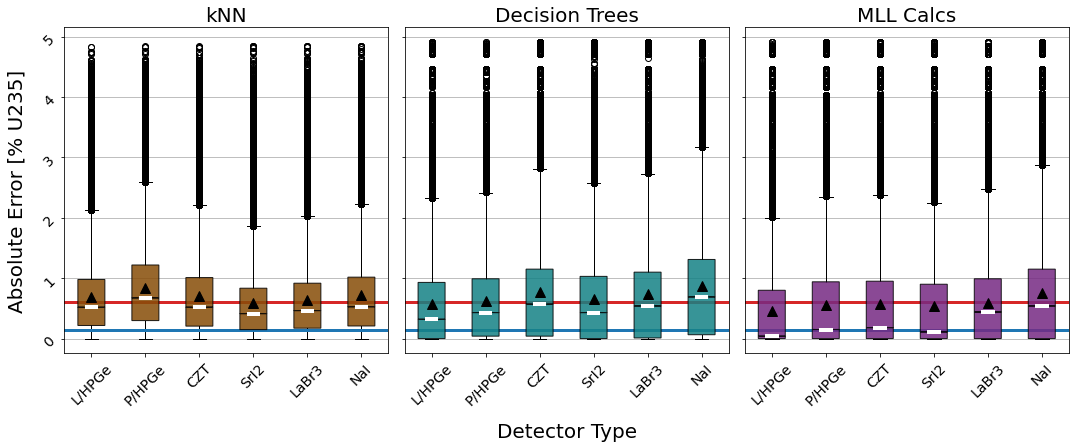 kNN
Decision Trees
MLL Calcs
Absolute Error [% U235]
5
4
3
2
1
0
L/HPGe
P/HPGe
CZT
SrI2
LaBr3
NaI
L/HPGe
P/HPGe
CZT
SrI2
LaBr3
NaI
L/HPGe
P/HPGe
CZT
SrI2
LaBr3
NaI
Detector Type